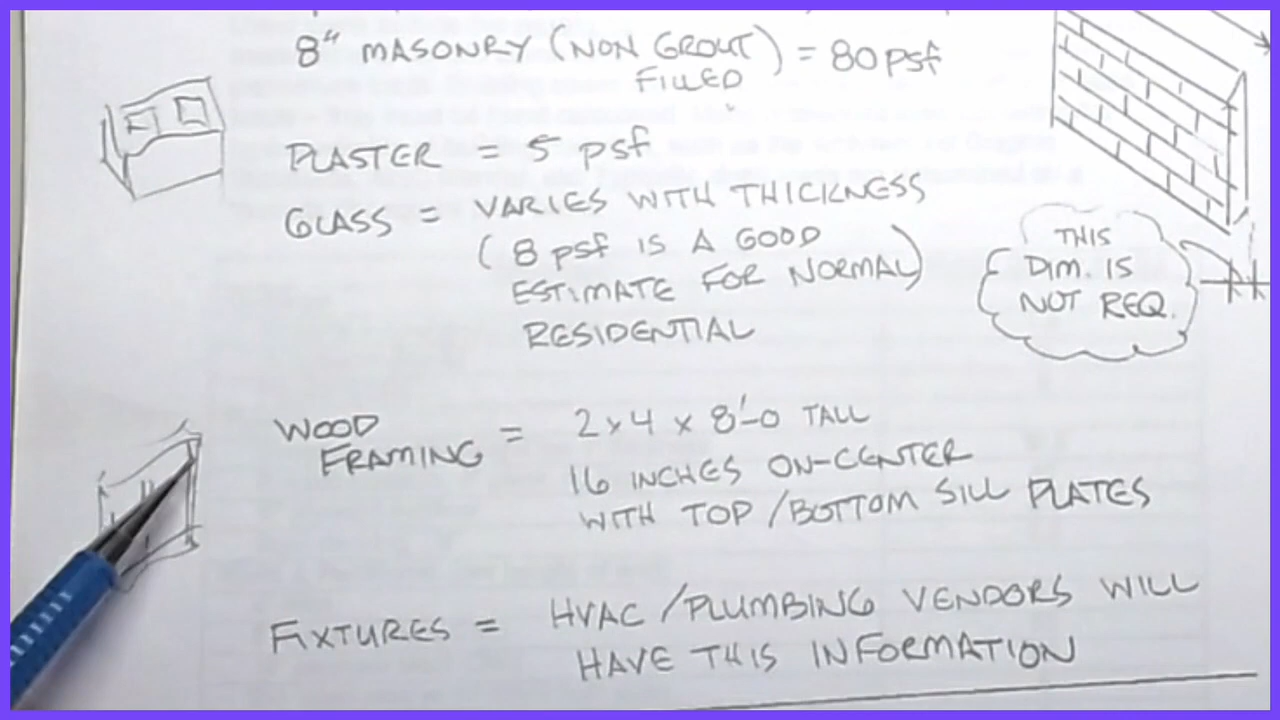 8" MASONRY (NON GROUT FILLED) = 80 psf
PLASTER = 5 psf
GLASS = VARIES WITH THICKNESS
(8 psf IS A GOOD
ESTIMATE FOR NORMAL)
RESIDENTIAL
THIS
DIM. IS
NOT REQ.
WOOD
FRAMING = 2x4 x 8'-0 TALL
16 INCHES ON-CENTER
WITH TOP/BOTTOM SILL PLATES
FIXTURES = HVAC/PLUMBING VENDORS WILL
HAVE THIS INFORMATION